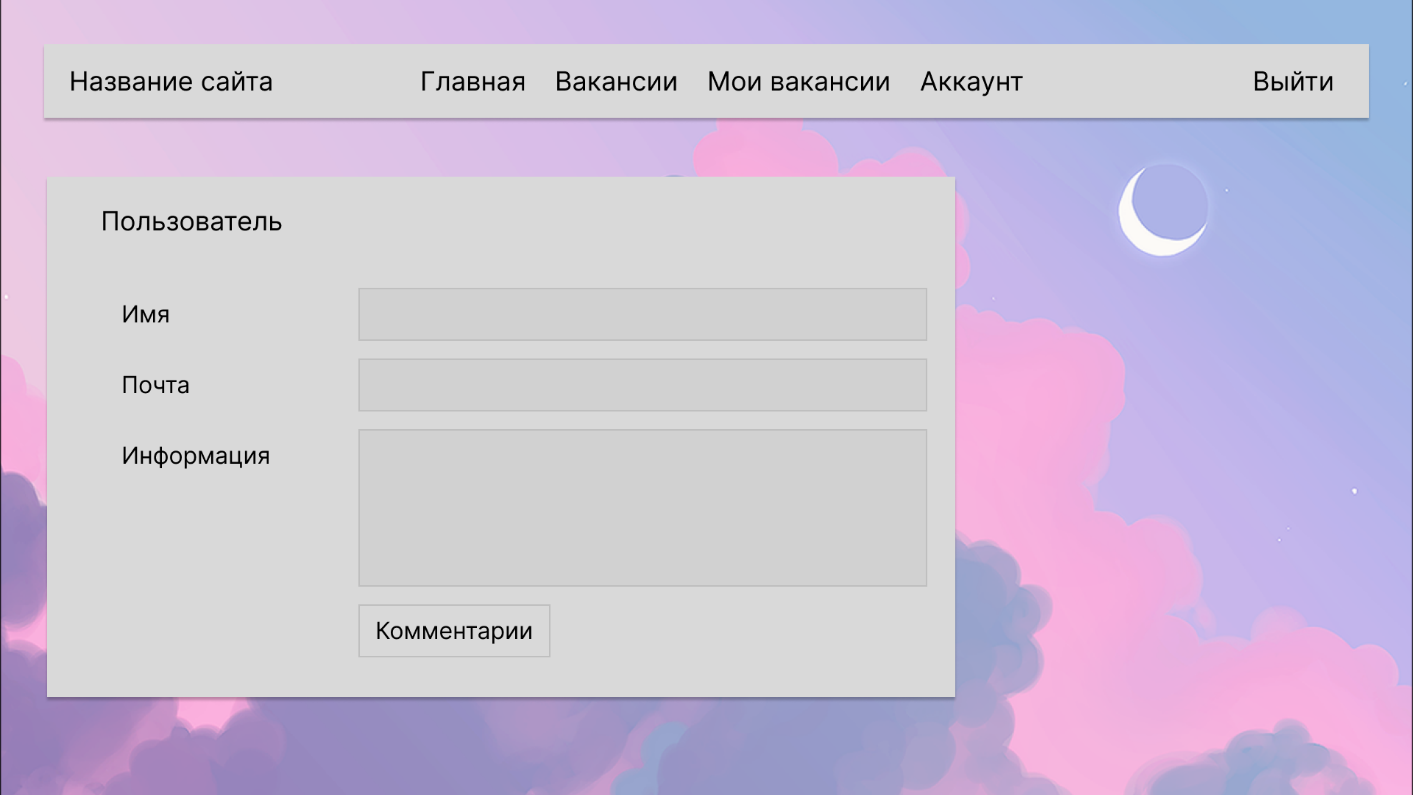 Название сайта Главная Вакансии Мои вакансии Аккаунт Выйти
Пользователь
Имя
Почта
Информация
Комментарии